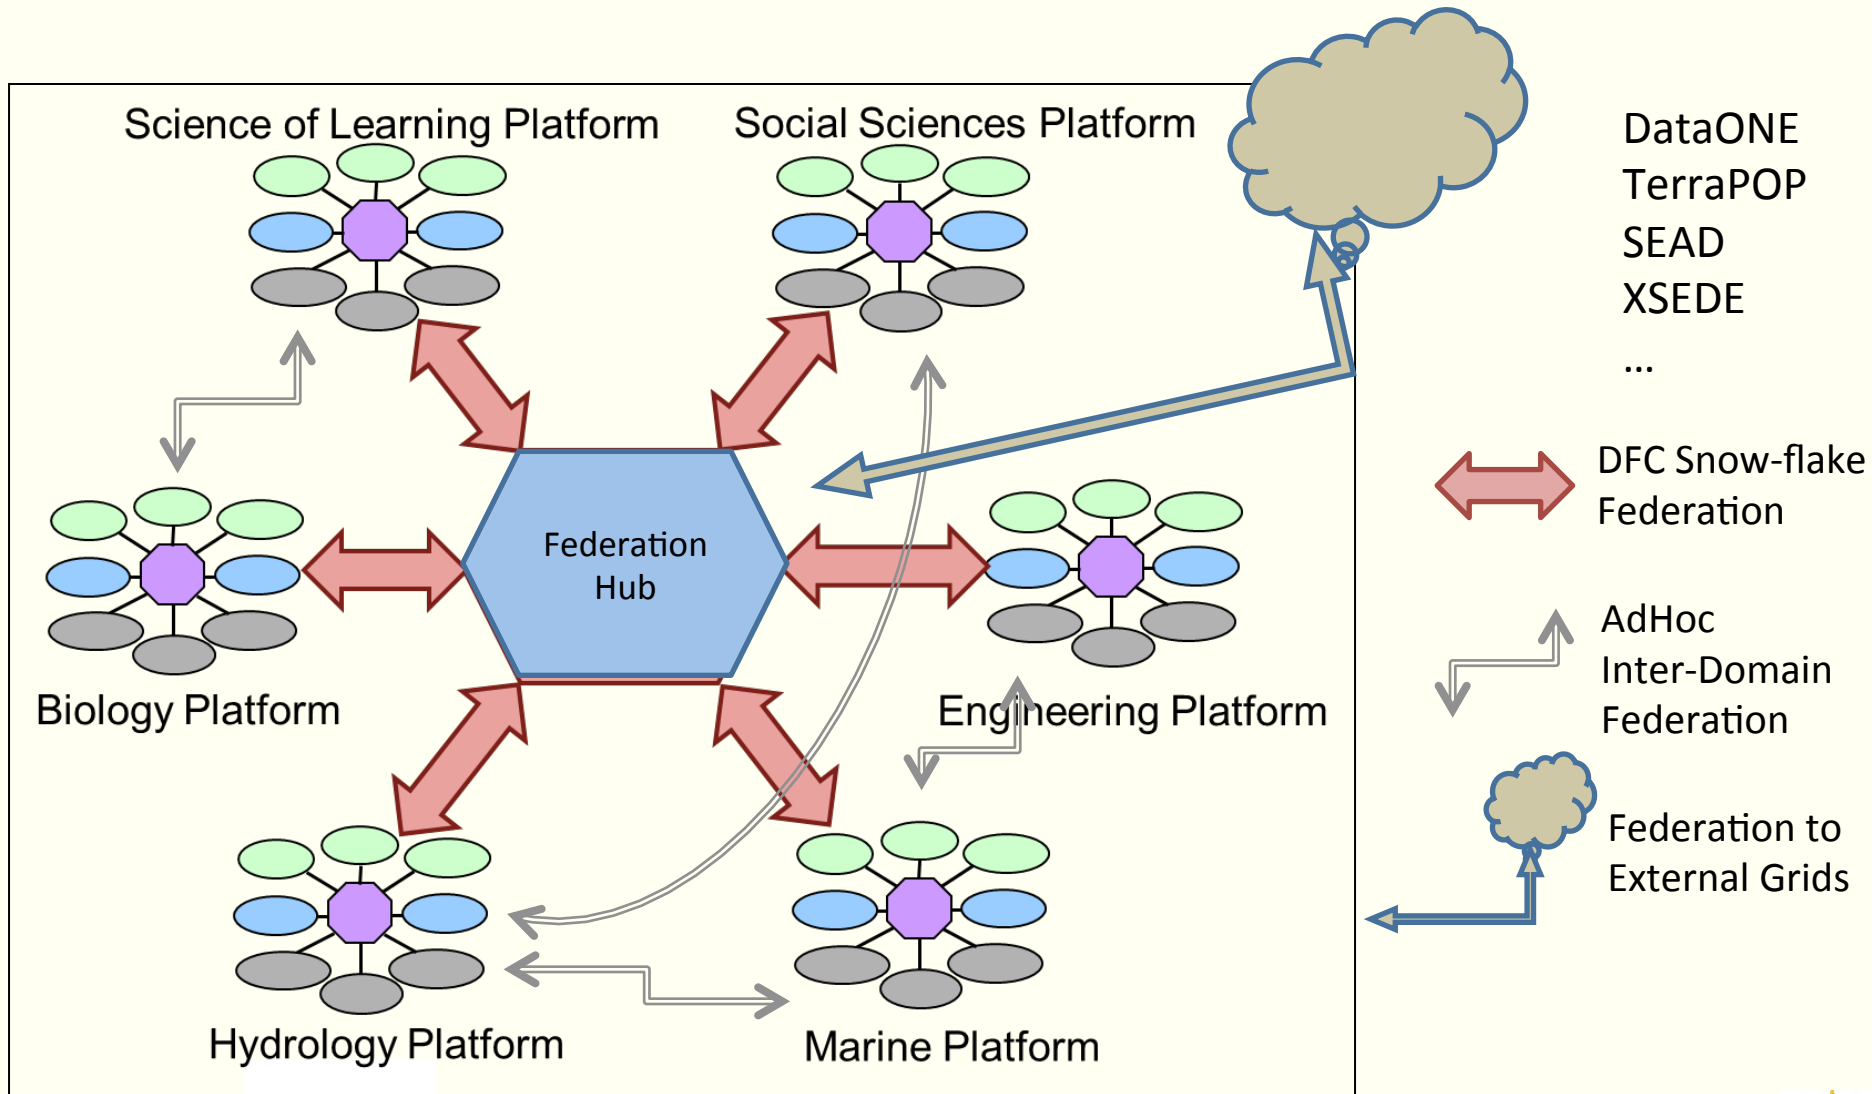 Science of Learning Platform
Social Sciences Platform
DataONE
TerraPOP
SEAD
XSEDE
...
DFC Snow-flake
Federation
Federation
Hub
AdHoc
Inter-Domain
Federation
Biology Platform
Engineering Platform
Federation to
External Grids
Hydrology Platform
Marine Platform